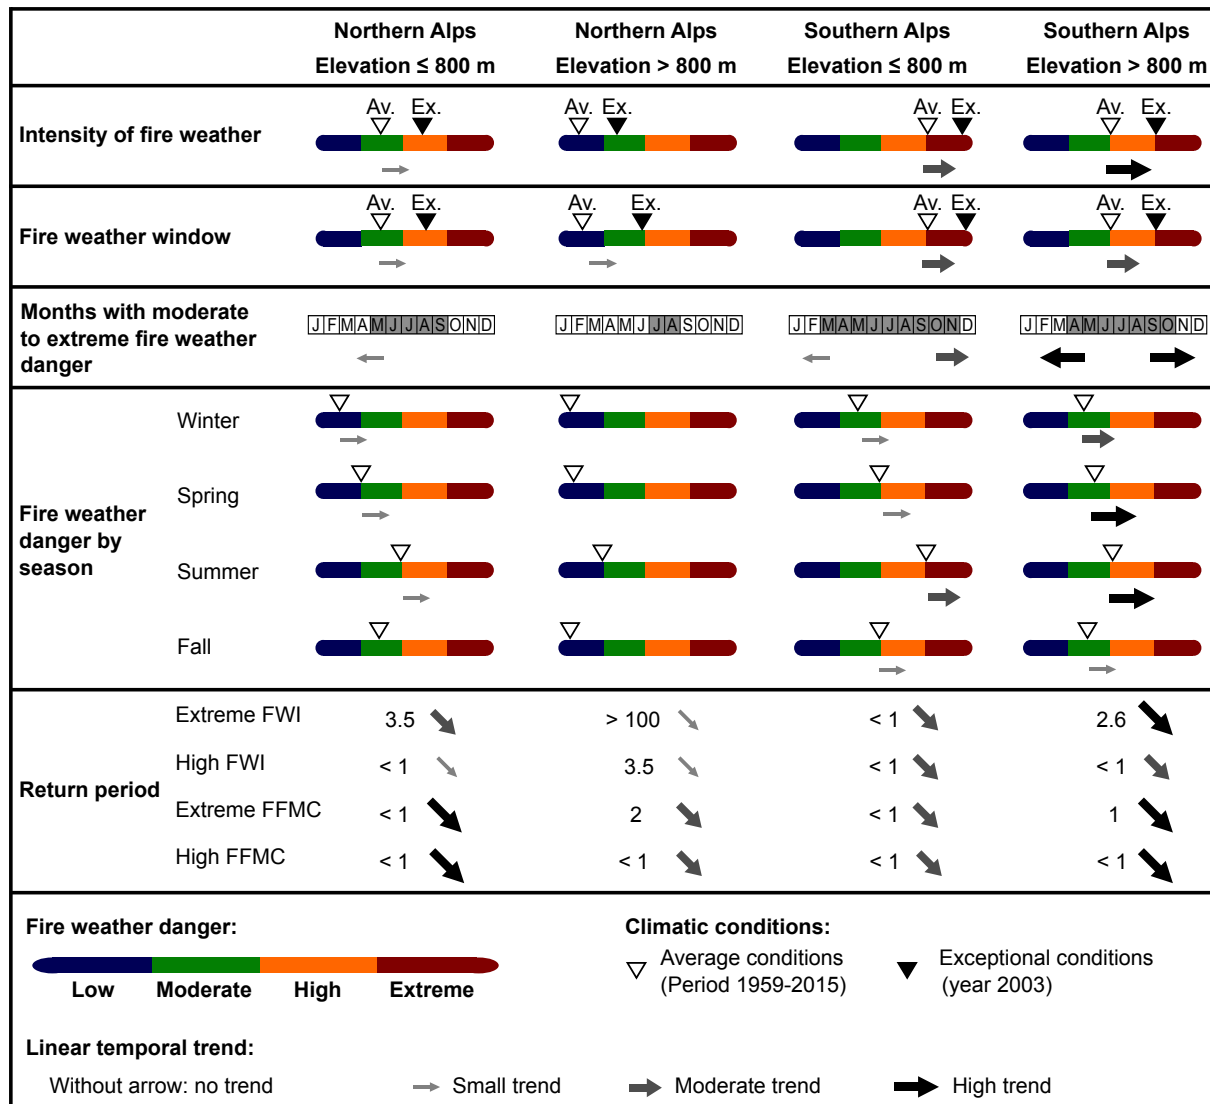 Northern Alps Northern Alps Southern Alps Southern Alps
Elevation ≤ 800 m Elevation > 800 m Elevation ≤ 800 m Elevation > 800 m
Av. Ex. Av. Ex. Av. Ex. Av. Ex.
Intensity of fire weather
Av. Ex. Av. Ex. Av. Ex. Av. Ex.
Fire weather window
Months with moderate
to extreme fire weather
danger
J F M A M J J A S O N D J F M A M J J A S O N D J F M A M J J A S O N D J F M A M J J A S O N D
Fire weather
danger by
season
Winter
Spring
Summer
Fall
Return period
Extreme FWI 3.5 > 100 < 1 2.6
High FWI < 1 3.5 < 1 < 1
Extreme FFMC < 1 2 < 1 1
High FFMC < 1 < 1 < 1 < 1
Fire weather danger:
Low Moderate High Extreme
Climatic conditions:
Average conditions
(Period 1959-2015)
Exceptional conditions
(year 2003)
Linear temporal trend:
Without arrow: no trend Small trend Moderate trend High trend